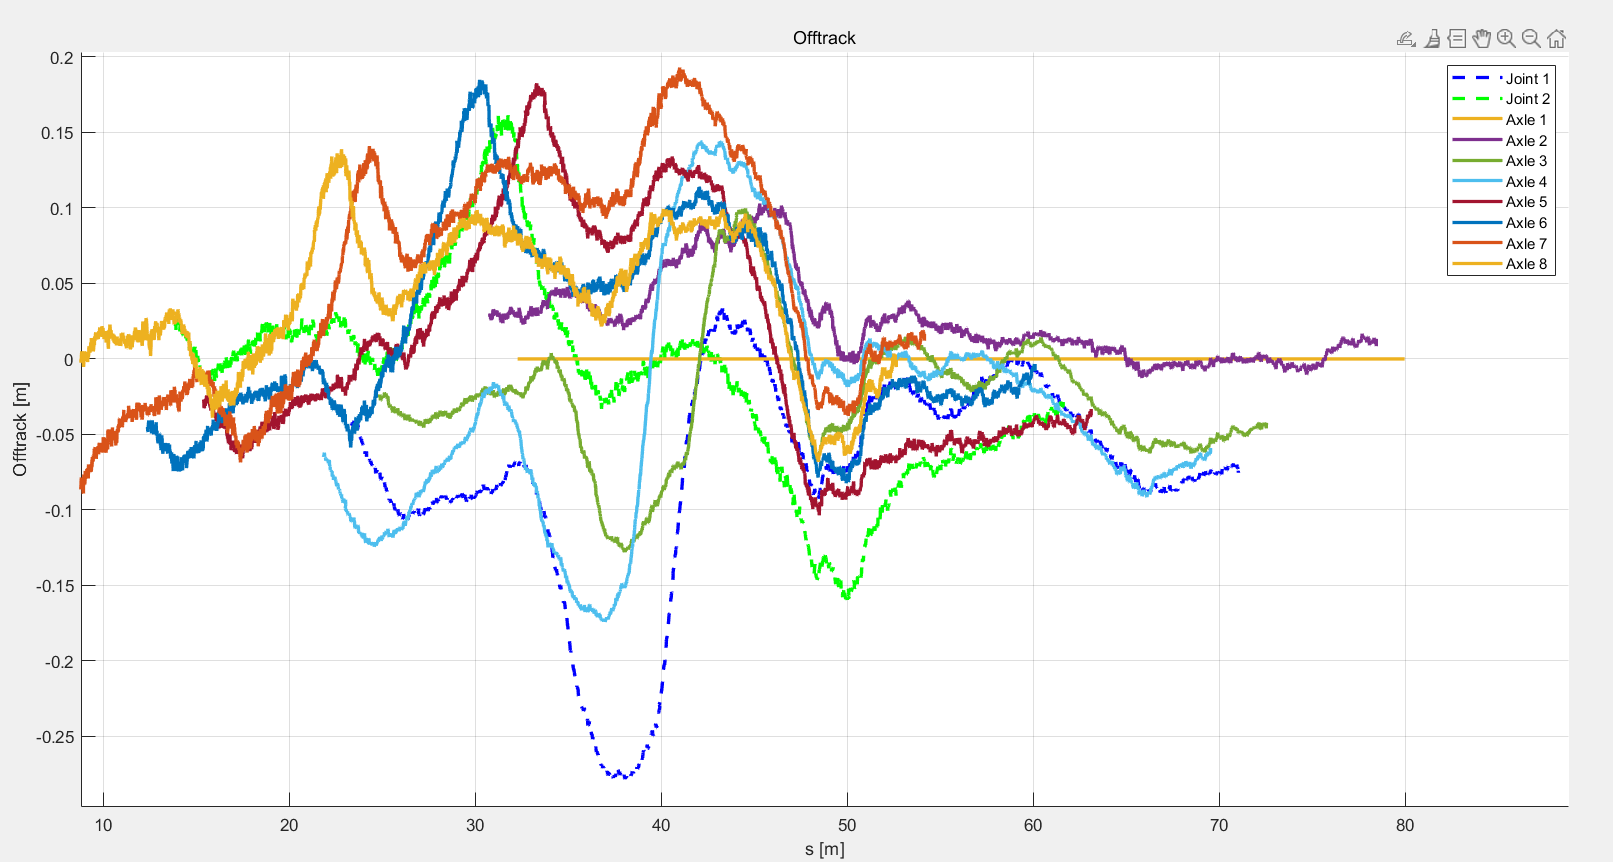 Offtrack
Joint 1
Joint 2
Axle 1
Axle 2
Axle 3
Axle 4
Axle 5
Axle 6
Axle 7
Axle 8
0.2
0.15
0.1
0.05
0
-0.05
-0.1
-0.15
-0.2
-0.25
Offtrack [m]
10 20 30 40 50 60 70 80
s [m]